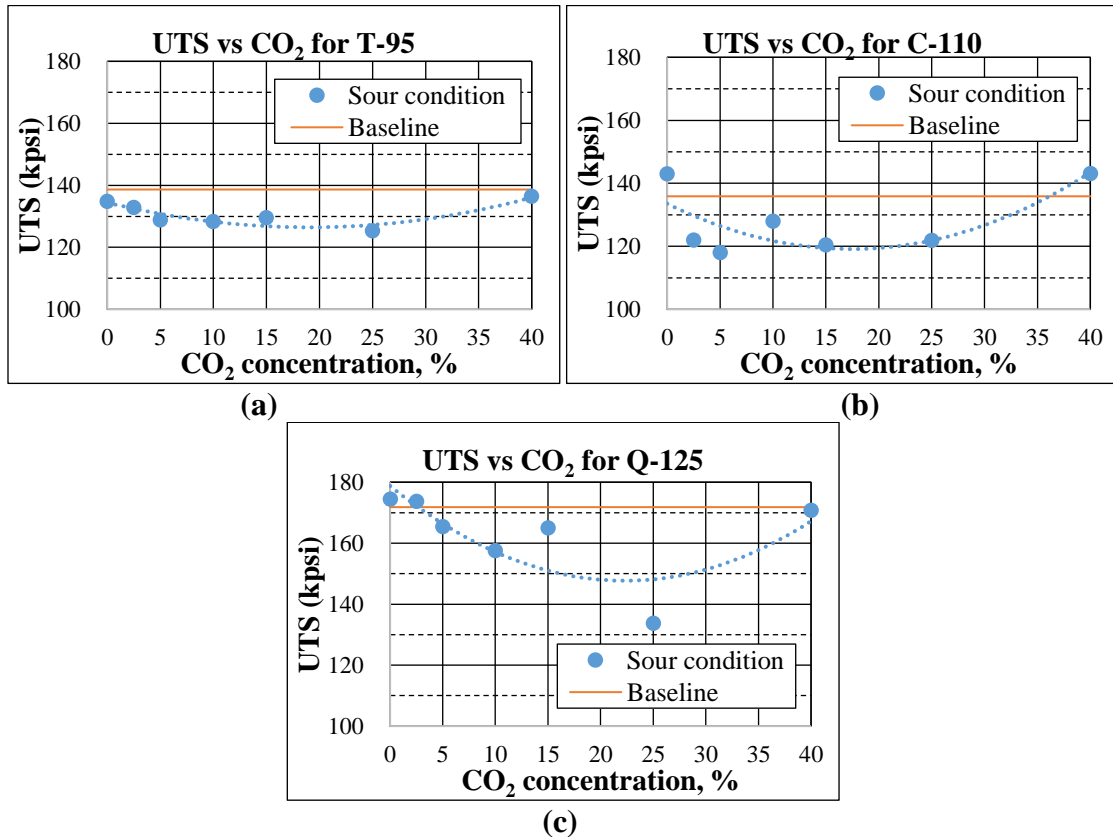 UTS vs CO₂ for T-95
180
160
140
120
100
UTS (kpsi)
Sour condition
Baseline
0 5 10 15 20 25 30 35 40
CO₂ concentration, %
(a)
UTS vs CO₂ for C-110
180
160
140
120
100
UTS (kpsi)
Sour condition
Baseline
0 5 10 15 20 25 30 35 40
CO₂ concentration, %
(b)
UTS vs CO₂ for Q-125
180
160
140
120
100
UTS (kpsi)
Sour condition
Baseline
0 5 10 15 20 25 30 35 40
CO₂ concentration, %
(c)